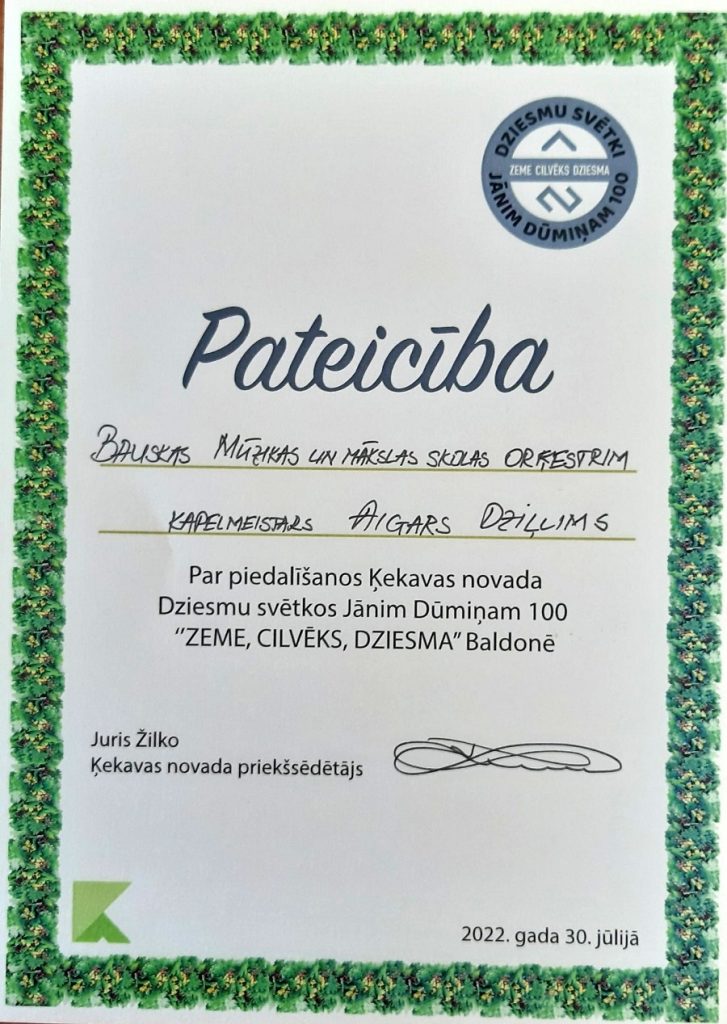 DZIESMU SVĒTKI
ZEME CILVĒKS DZIESMA
JĀNIM DŪMIŅAM 100
Pateicība
BAUSKAS MŪZIKAS UN MĀKSLAS SKOLAS ORĶESTRIM
KAPELMEISTARS AIGARS DZIĻUMS
Par piedalīšanos Ķekavas novada
Dziesmu svētkos Jānim Dūmiņam 100
‘‘ZEME, CILVĒKS, DZIESMA” Baldonē
Juris Žilko
Ķekavas novada priekšsēdētājs
2022. gada 30. jūlijā